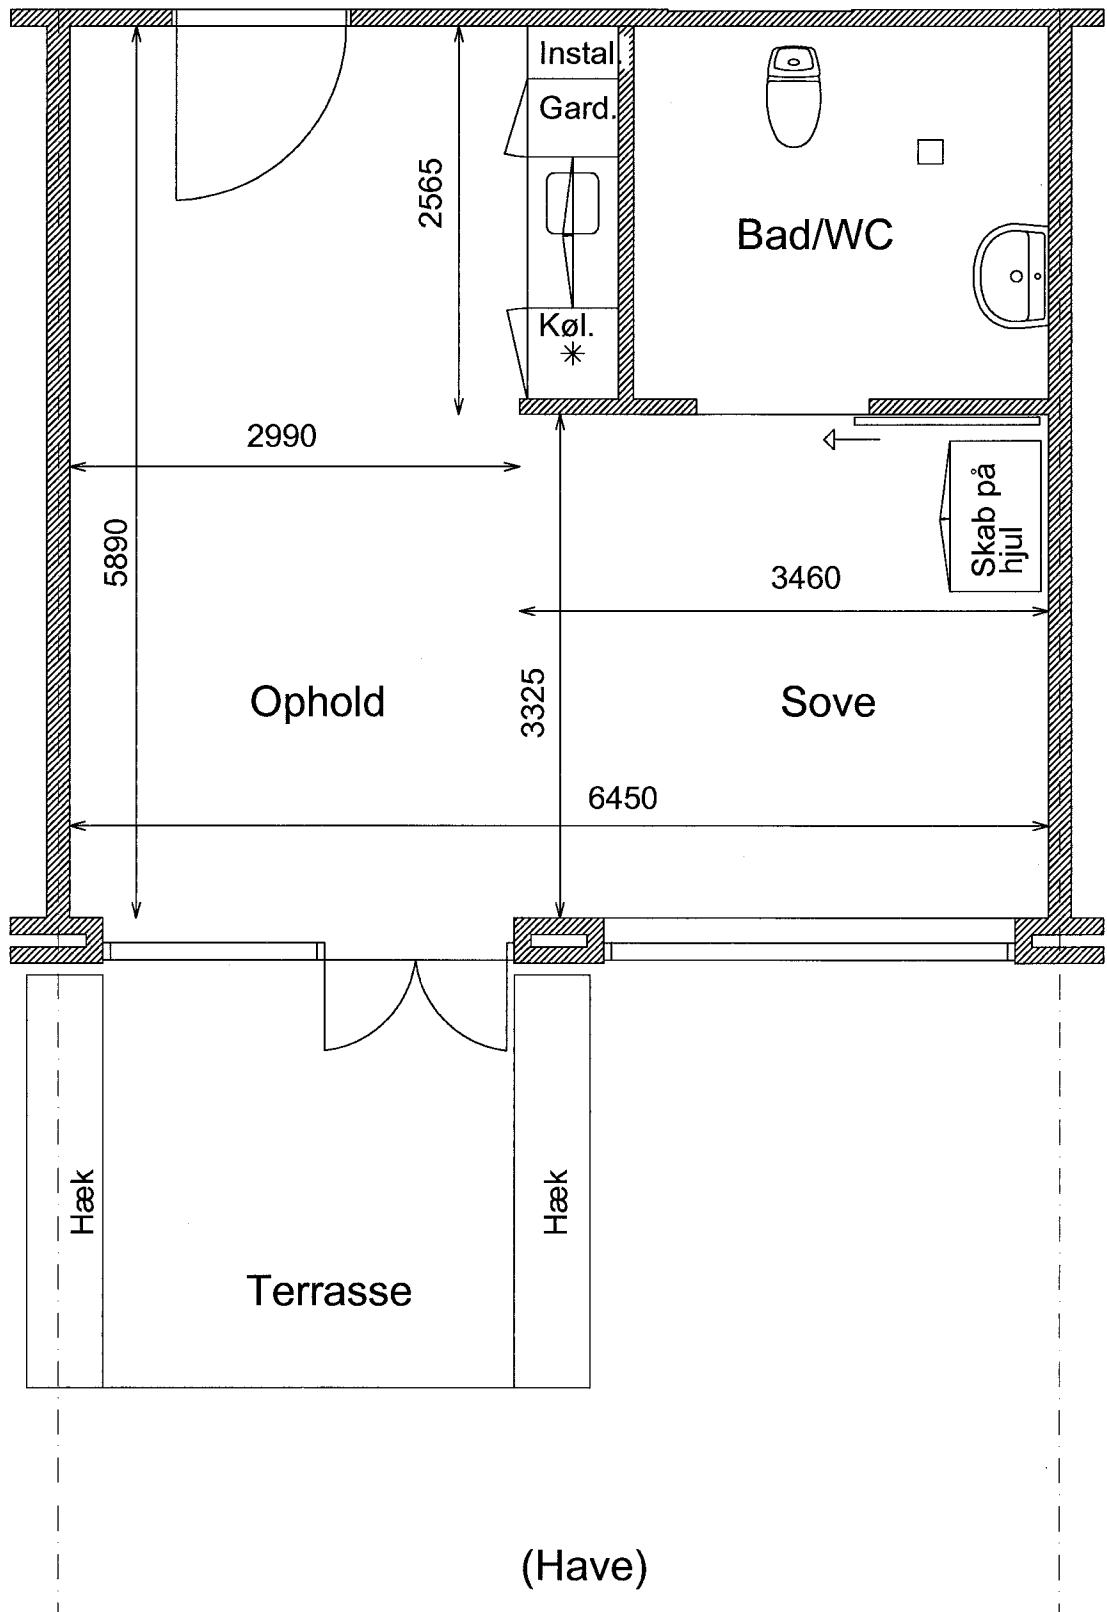 Instal.
Gard.
2565
Bad/WC
Køl.
2990
Skab på
hjul
5890
3460
Ophold
3325
Sove
6450
Hæk
Hæk
Terrasse
(Have)